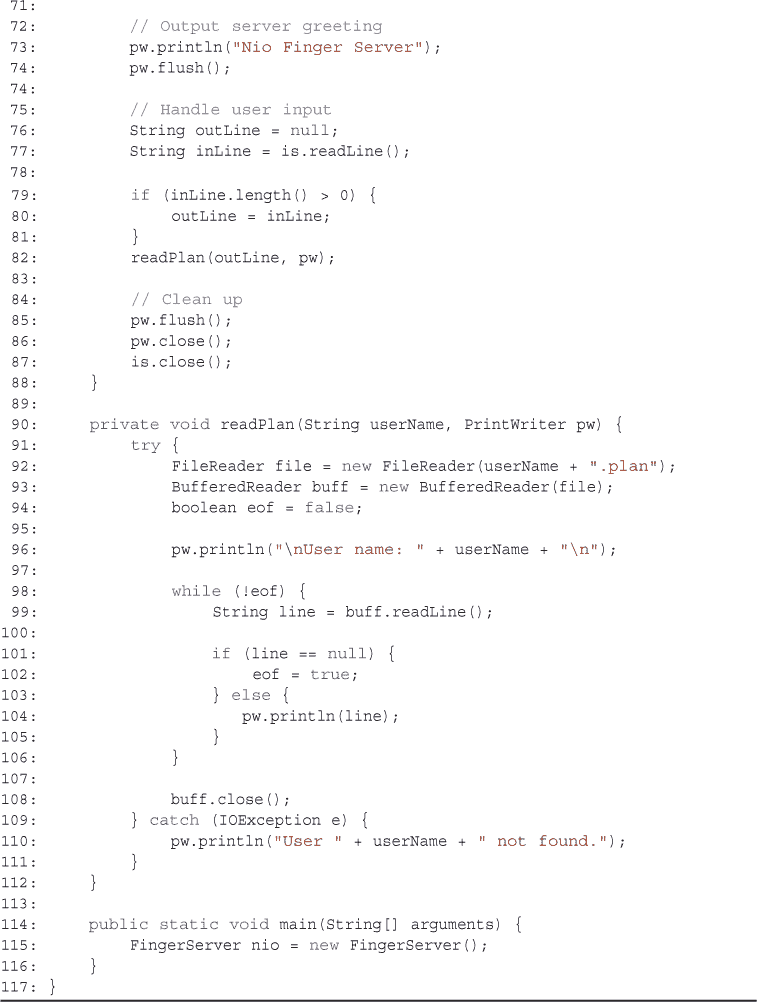 71:
72:         // Output server greeting
73:         pw.println("Nio Finger Server");
74:         pw.flush();
74:
75:         // Handle user input
76:         String outLine = null;
77:         String inLine = is.readLine();
78:
79:         if (inLine.length() > 0) {
80:             outLine = inLine;
81:         }
82:         readPlan(outLine, pw);
83:
84:         // Clean up
85:         pw.flush();
86:         pw.close();
87:         is.close();
88:     }
89:
90:     private void readPlan(String userName, PrintWriter pw) {
91:         try {
92:             FileReader file = new FileReader(userName + ".plan");
93:             BufferedReader buff = new BufferedReader(file);
94:             boolean eof = false;
95:
96:             pw.println("\nUser name: " + userName + "\n");
97:
98:             while (!eof) {
99:                 String line = buff.readLine();
100:
101:                 if (line == null) {
102:                     eof = true;
103:                 } else {
104:                    pw.println(line);
105:                 }
106:             }
107:
108:             buff.close();
109:         } catch (IOException e) {
110:             pw.println("User " + userName + " not found.");
111:         }
112:     }
113:
114:     public static void main(String[] arguments) {
115:         FingerServer nio = new FingerServer();
116:     }
117: }